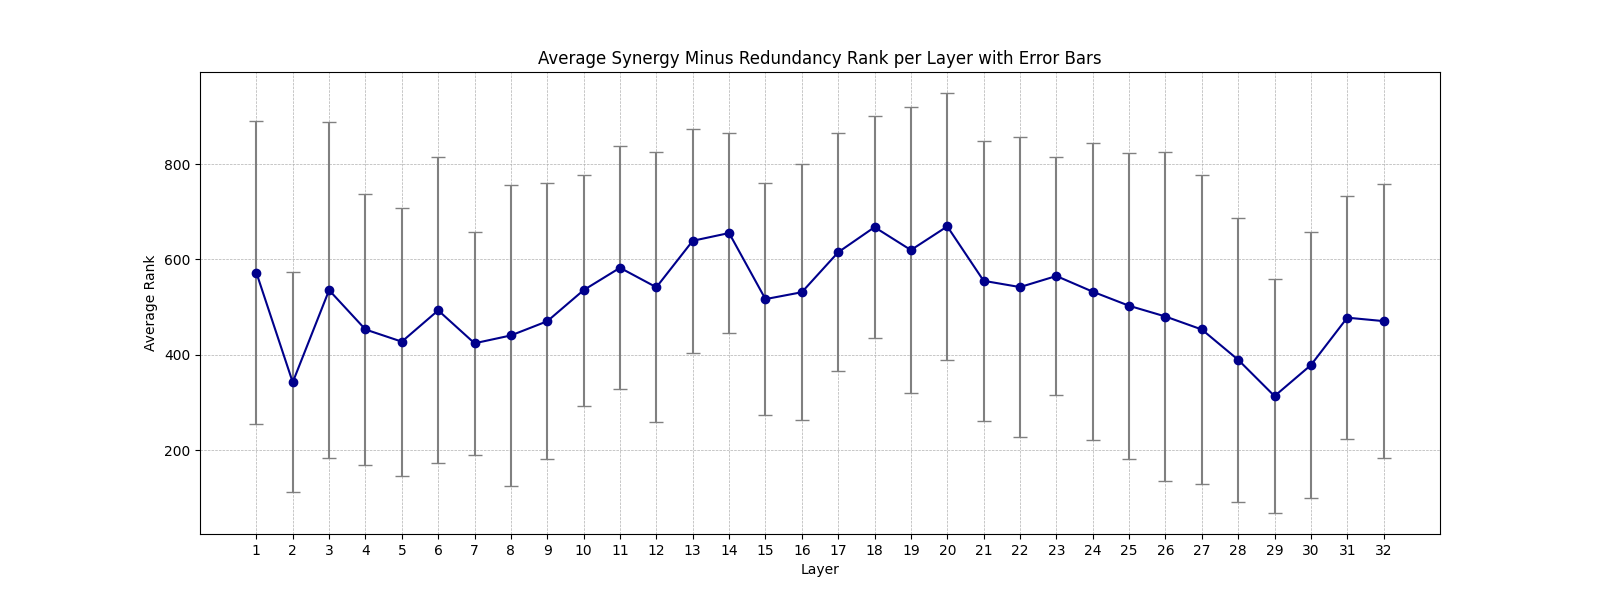 Average Synergy Minus Redundancy Rank per Layer with Error Bars
Average Rank
800
600
400
200
1 2 3 4 5 6 7 8 9 10 11 12 13 14 15 16 17 18 19 20 21 22 23 24 25 26 27 28 29 30 31 32
Layer